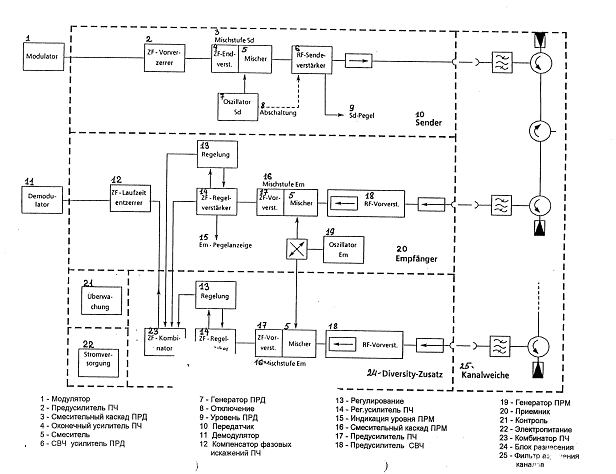 1
Modulator
2
ZF-Vorver-
zerrer
3
Mischstufe Sd
4
ZF-End-
verst.
5
Mischer
6
RF-Sende-
verstärker
7
Oszillator
Sd
8
Abschaltung
9
Sd-Pegel
10
Sender
11
Demodu-
lator
12
ZF-Laufzeit
entzerrer
13
Regelung
14
ZF-Regel-
verstärker
15
Em-Pegelanzeige
16
Mischstufe Em
17
ZF-Vor-
verst.
5
Mischer
18
RF-Vorverst.
19
Oszillator
Em
20
Empfänger
21
Überwa-
chung
22
Stromver-
sorgung
23
ZF-Kombi-
nator
13
Regelung
14
ZF-Regel-
17
ZF-Vor-
verst.
5
Mischer
16 Mischstufe Em
18
RF-Vorverst.
24-Diversity-Zusatz
25-
Kanalweiche
1 - Модулятор
2 - Предусилитель ПЧ
3 - Смесительный каскад ПРД
4 - Оконечный усилитель ПЧ
5 - Смеситель
6 - СВЧ усилитель ПРД
7 - Генератор ПРД
8 - Отключение
9 - Уровень ПРД
10 Передатчик
11 Демодулятор
12 Компенсатор фазовых
искажений ПЧ
13 - Регулирование
14 - Рег.усилитель ПЧ
15 - Индикация уровня ПРМ
16 - Смесительный каскад ПРМ
17 - Предусилитель ПЧ
18 - Предусилитель СВЧ
19 - Генератор ПРМ
20 - Приемник
21 - Контроль
22 - Электропитание
23 - Комбинатор ПЧ
24 - Блок разнесения
25 - Фильтр
каналов